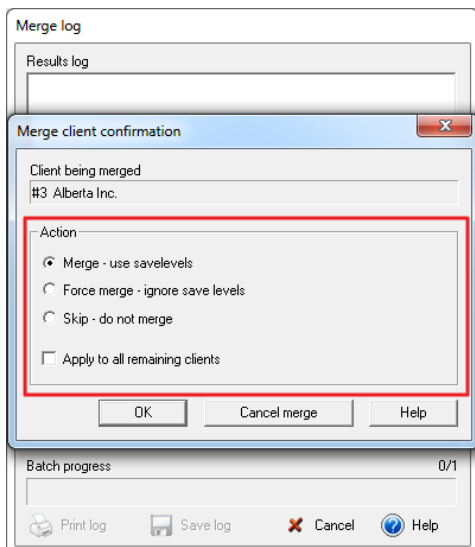 Merge log
Results log
Merge client confirmation
Client being merged
#3 Alberta Inc.
Action
Merge - use savelevels
Force merge - ignore save levels
Skip - do not merge
Apply to all remaining clients
OK Cancel merge Help
Batch progress 0/1
Print log Save log Cancel Help